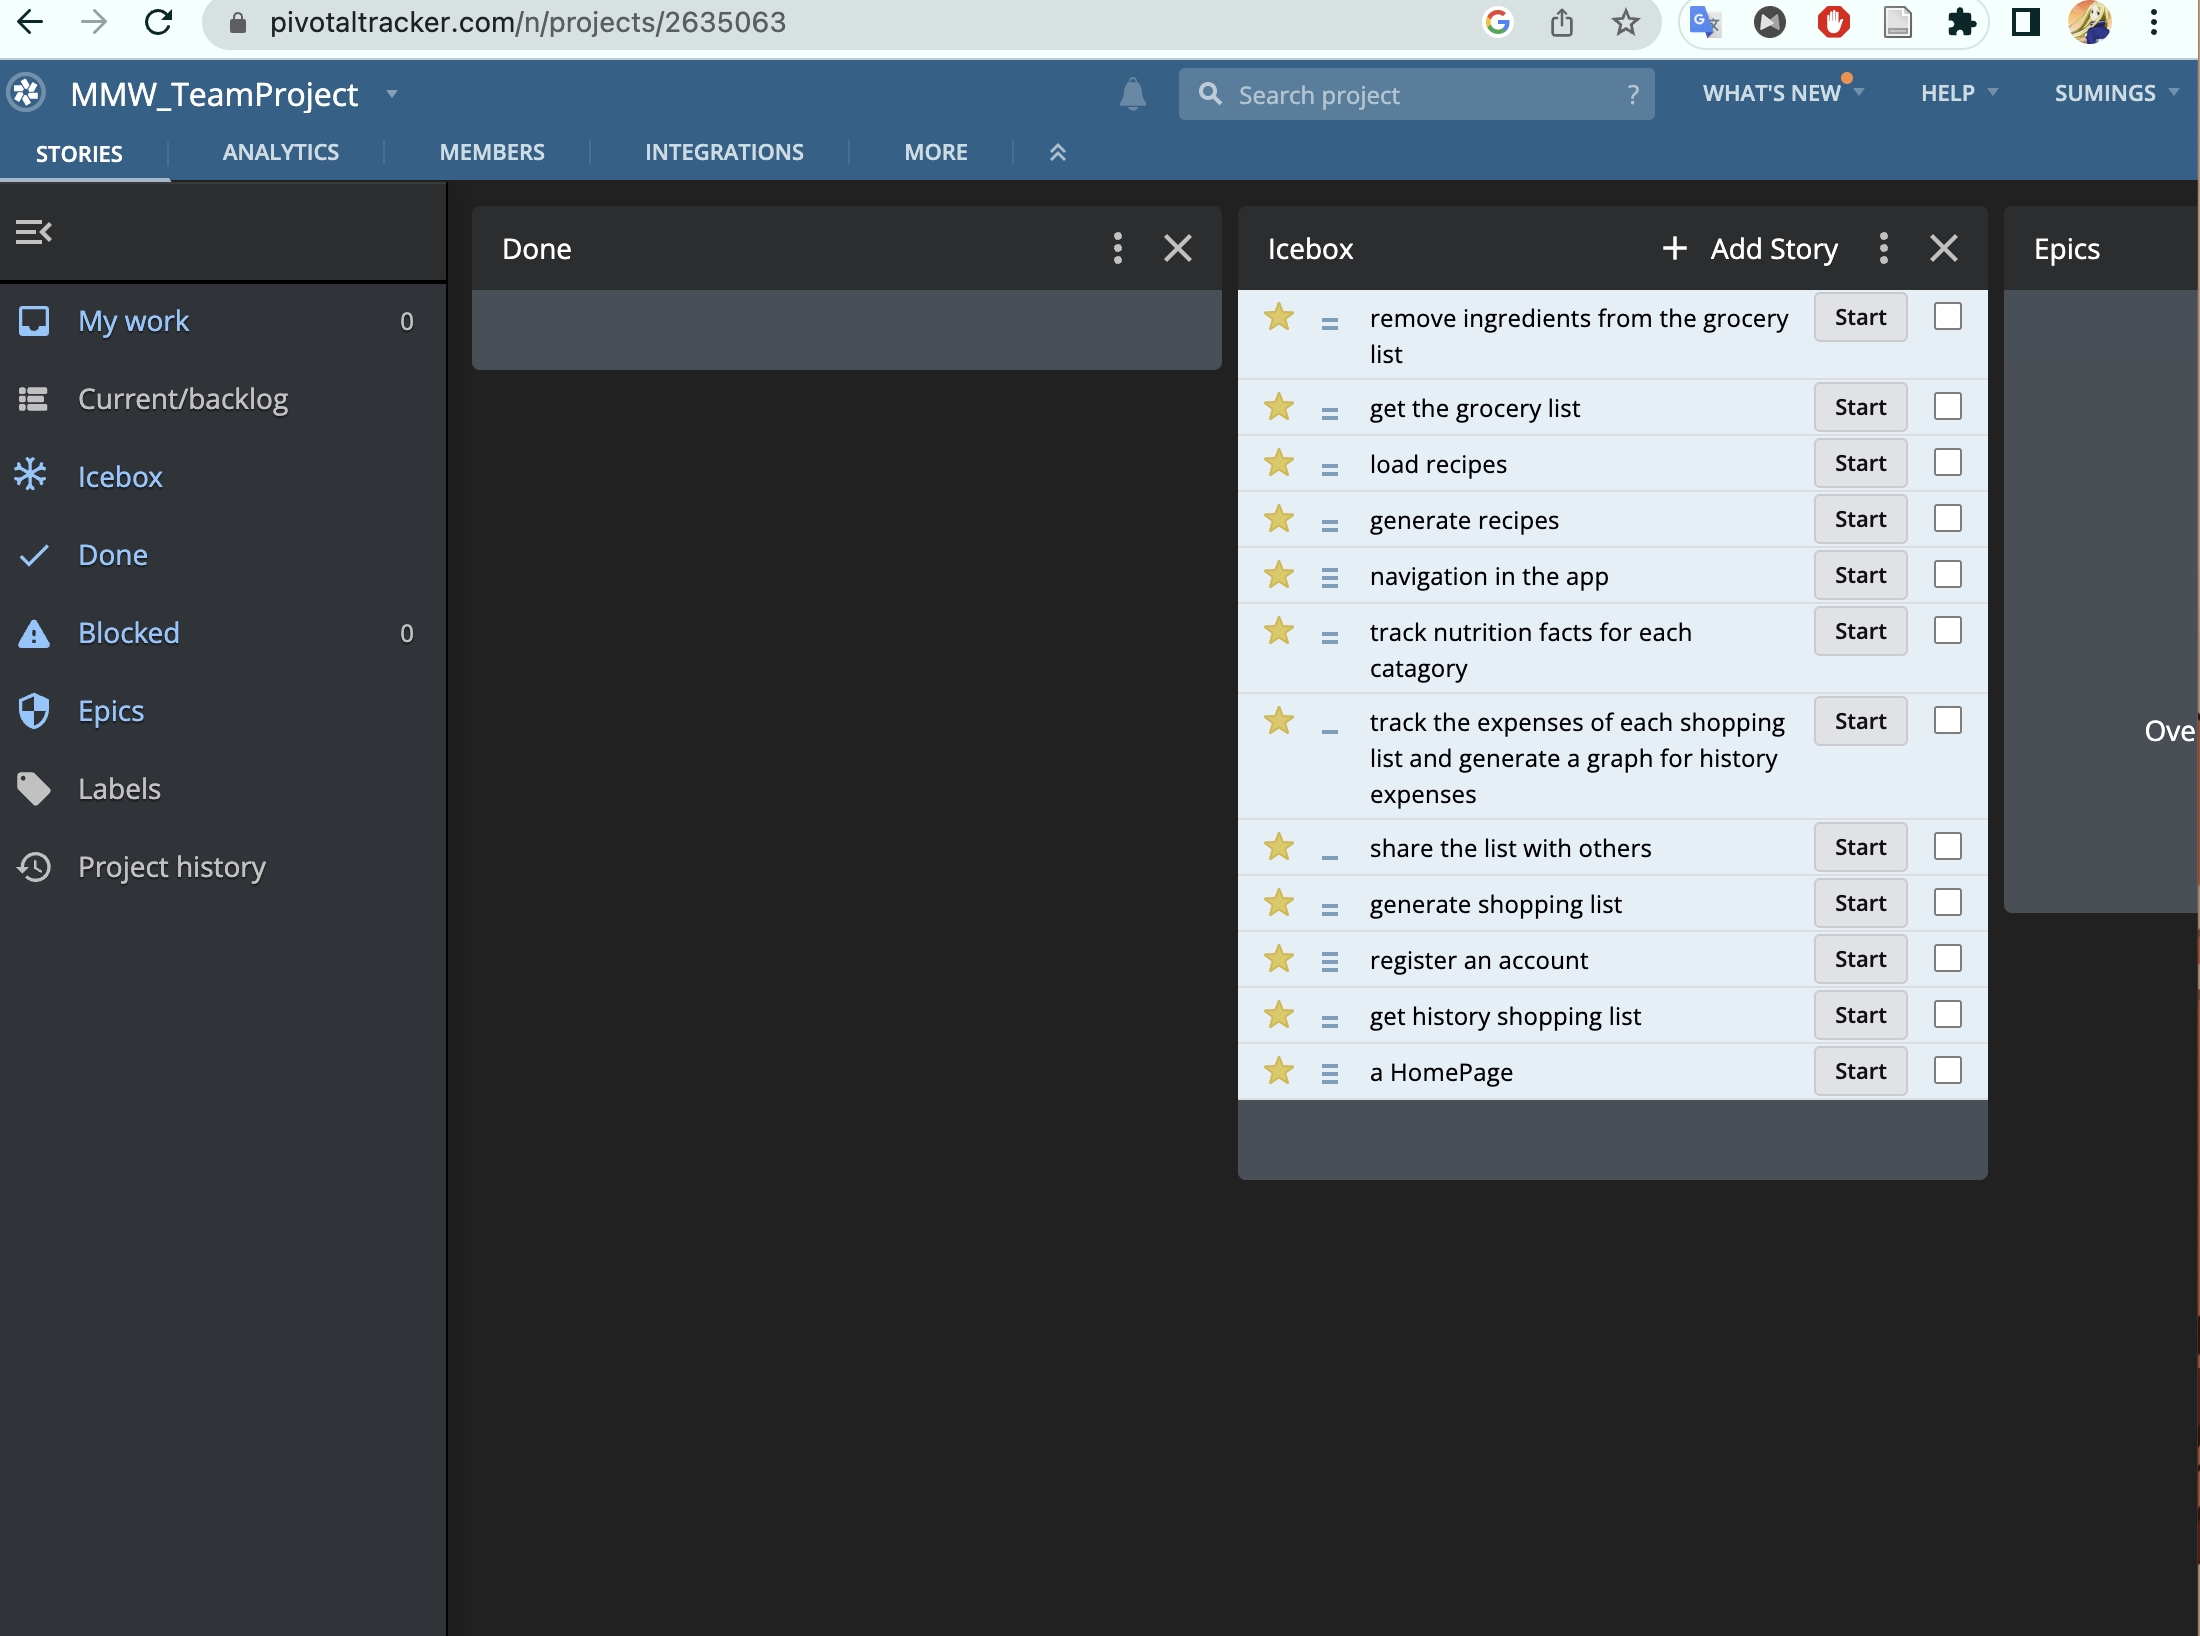 pivotaltracker.com/n/projects/2635063
MMW_TeamProject
Search project
?
WHAT'S NEW
HELP
SUMINGS
STORIES
ANALYTICS
MEMBERS
INTEGRATIONS
MORE
My work 0
Current/backlog
Icebox
Done
Blocked 0
Epics
Labels
Project history
Done
Icebox
+ Add Story
remove ingredients from the grocery
list
Start
get the grocery list
Start
load recipes
Start
generate recipes
Start
navigation in the app
Start
track nutrition facts for each
catagory
Start
track the expenses of each shopping
list and generate a graph for history
expenses
Start
share the list with others
Start
generate shopping list
Start
register an account
Start
get history shopping list
Start
a HomePage
Start
Epics
Ove